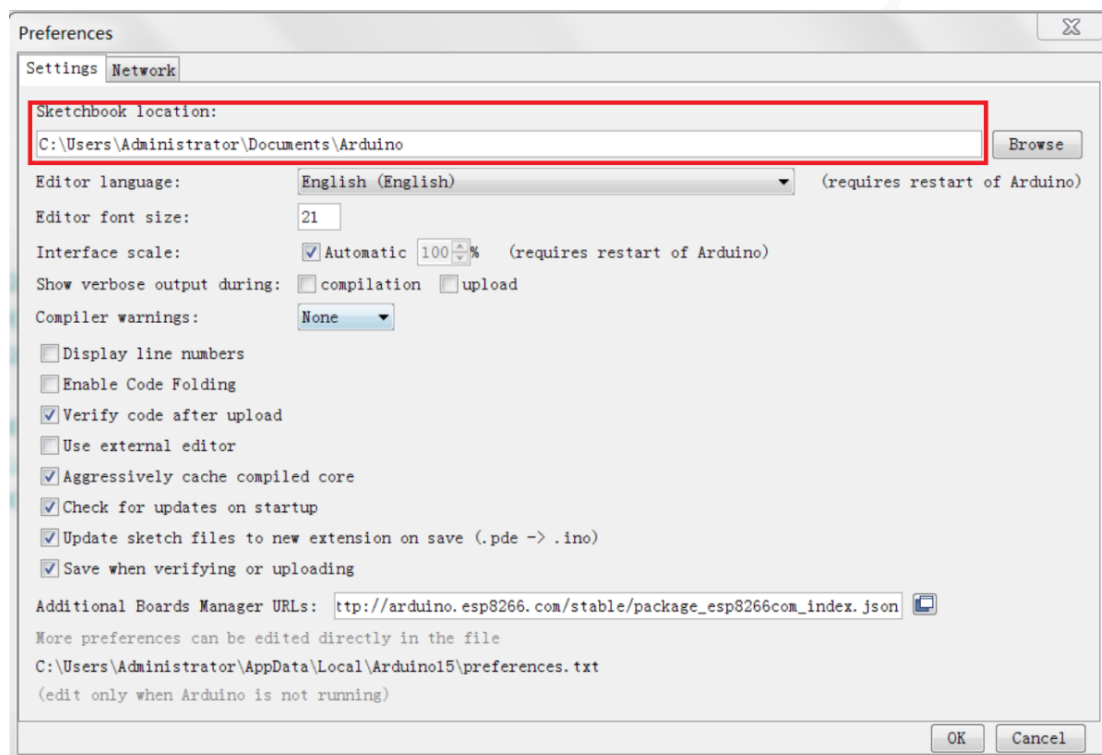 Preferences
Settings Network
Sketchbook location:
C:\Users\Administrator\Documents\Arduino Browse
Editor language: English (English) (requires restart of Arduino)
Editor font size: 21
Interface scale: Automatic 100 % (requires restart of Arduino)
Show verbose output during: compilation upload
Compiler warnings: None
Display line numbers
Enable Code Folding
Verify code after upload
Use external editor
Aggressively cache compiled core
Check for updates on startup
Update sketch files to new extension on save (.pde -> .ino)
Save when verifying or uploading
Additional Boards Manager URLs: ttp://arduino.esp8266.com/stable/package_esp8266com_index.json
More preferences can be edited directly in the file
C:\Users\Administrator\AppData\Local\Arduino15\preferences.txt
(edit only when Arduino is not running)
OK Cancel